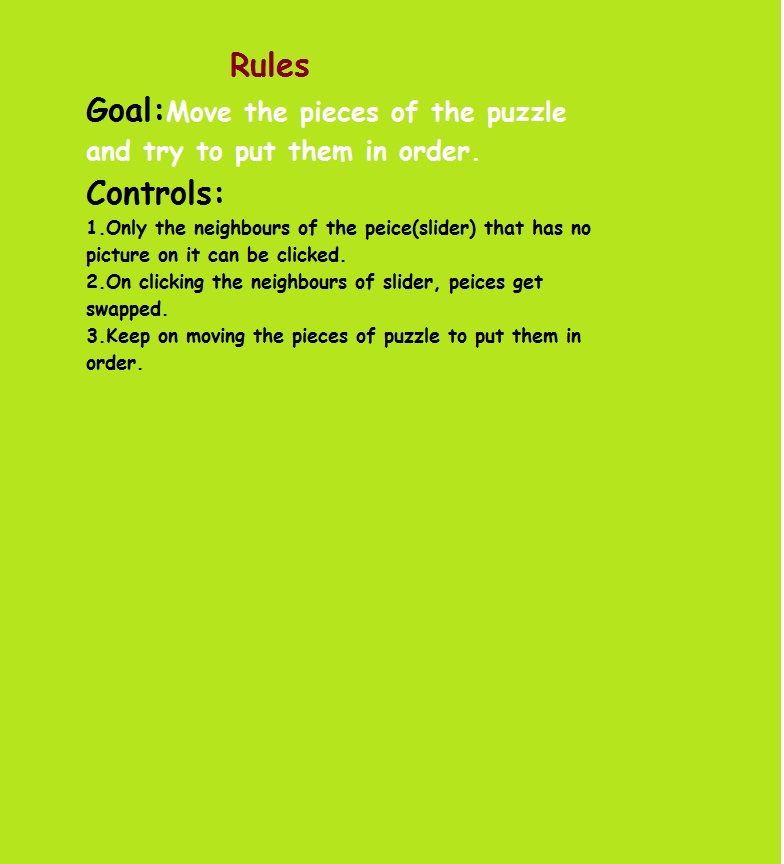 Rules
Goal:Move the pieces of the puzzle
and try to put them in order.
Controls:
1.Only the neighbours of the peice(slider) that has no
picture on it can be clicked.
2.On clicking the neighbours of slider, peices get
swapped.
3.Keep on moving the pieces of puzzle to put them in
order.